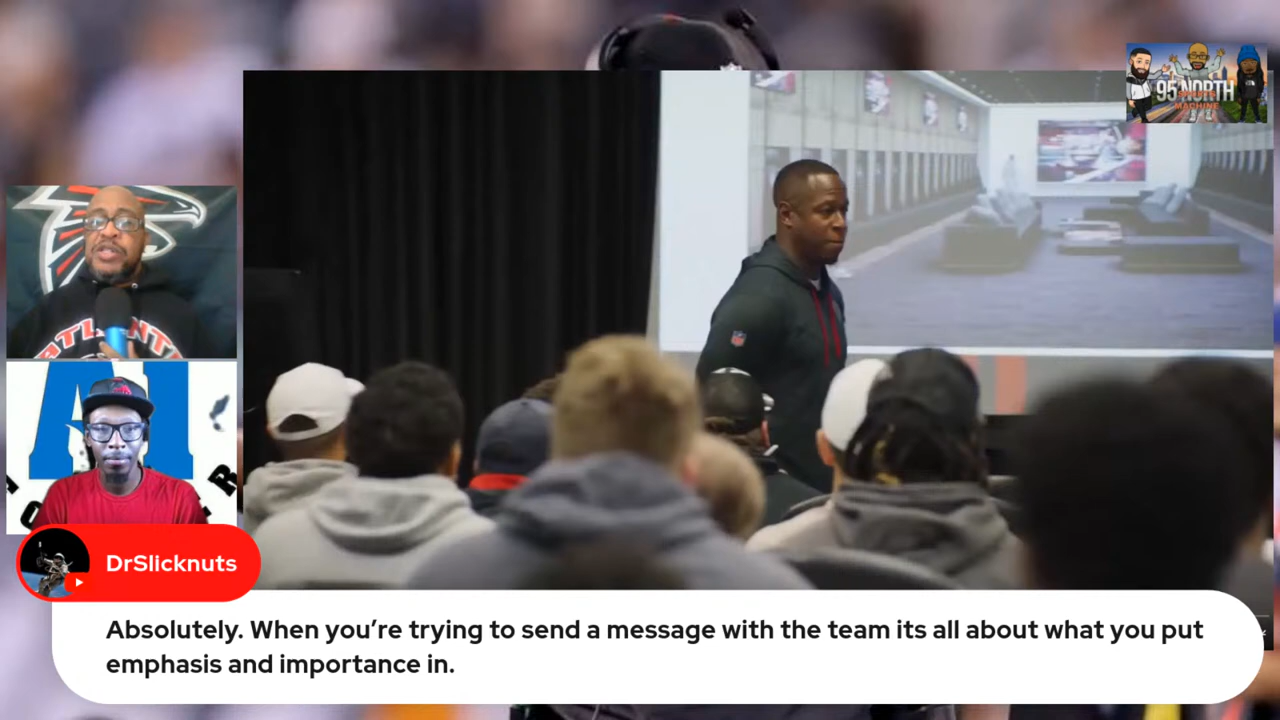 95 NORTH
MACHINE
ATLANTA
DrSlicknuts
Absolutely. When you’re trying to send a message with the team its all about what you put
emphasis and importance in.